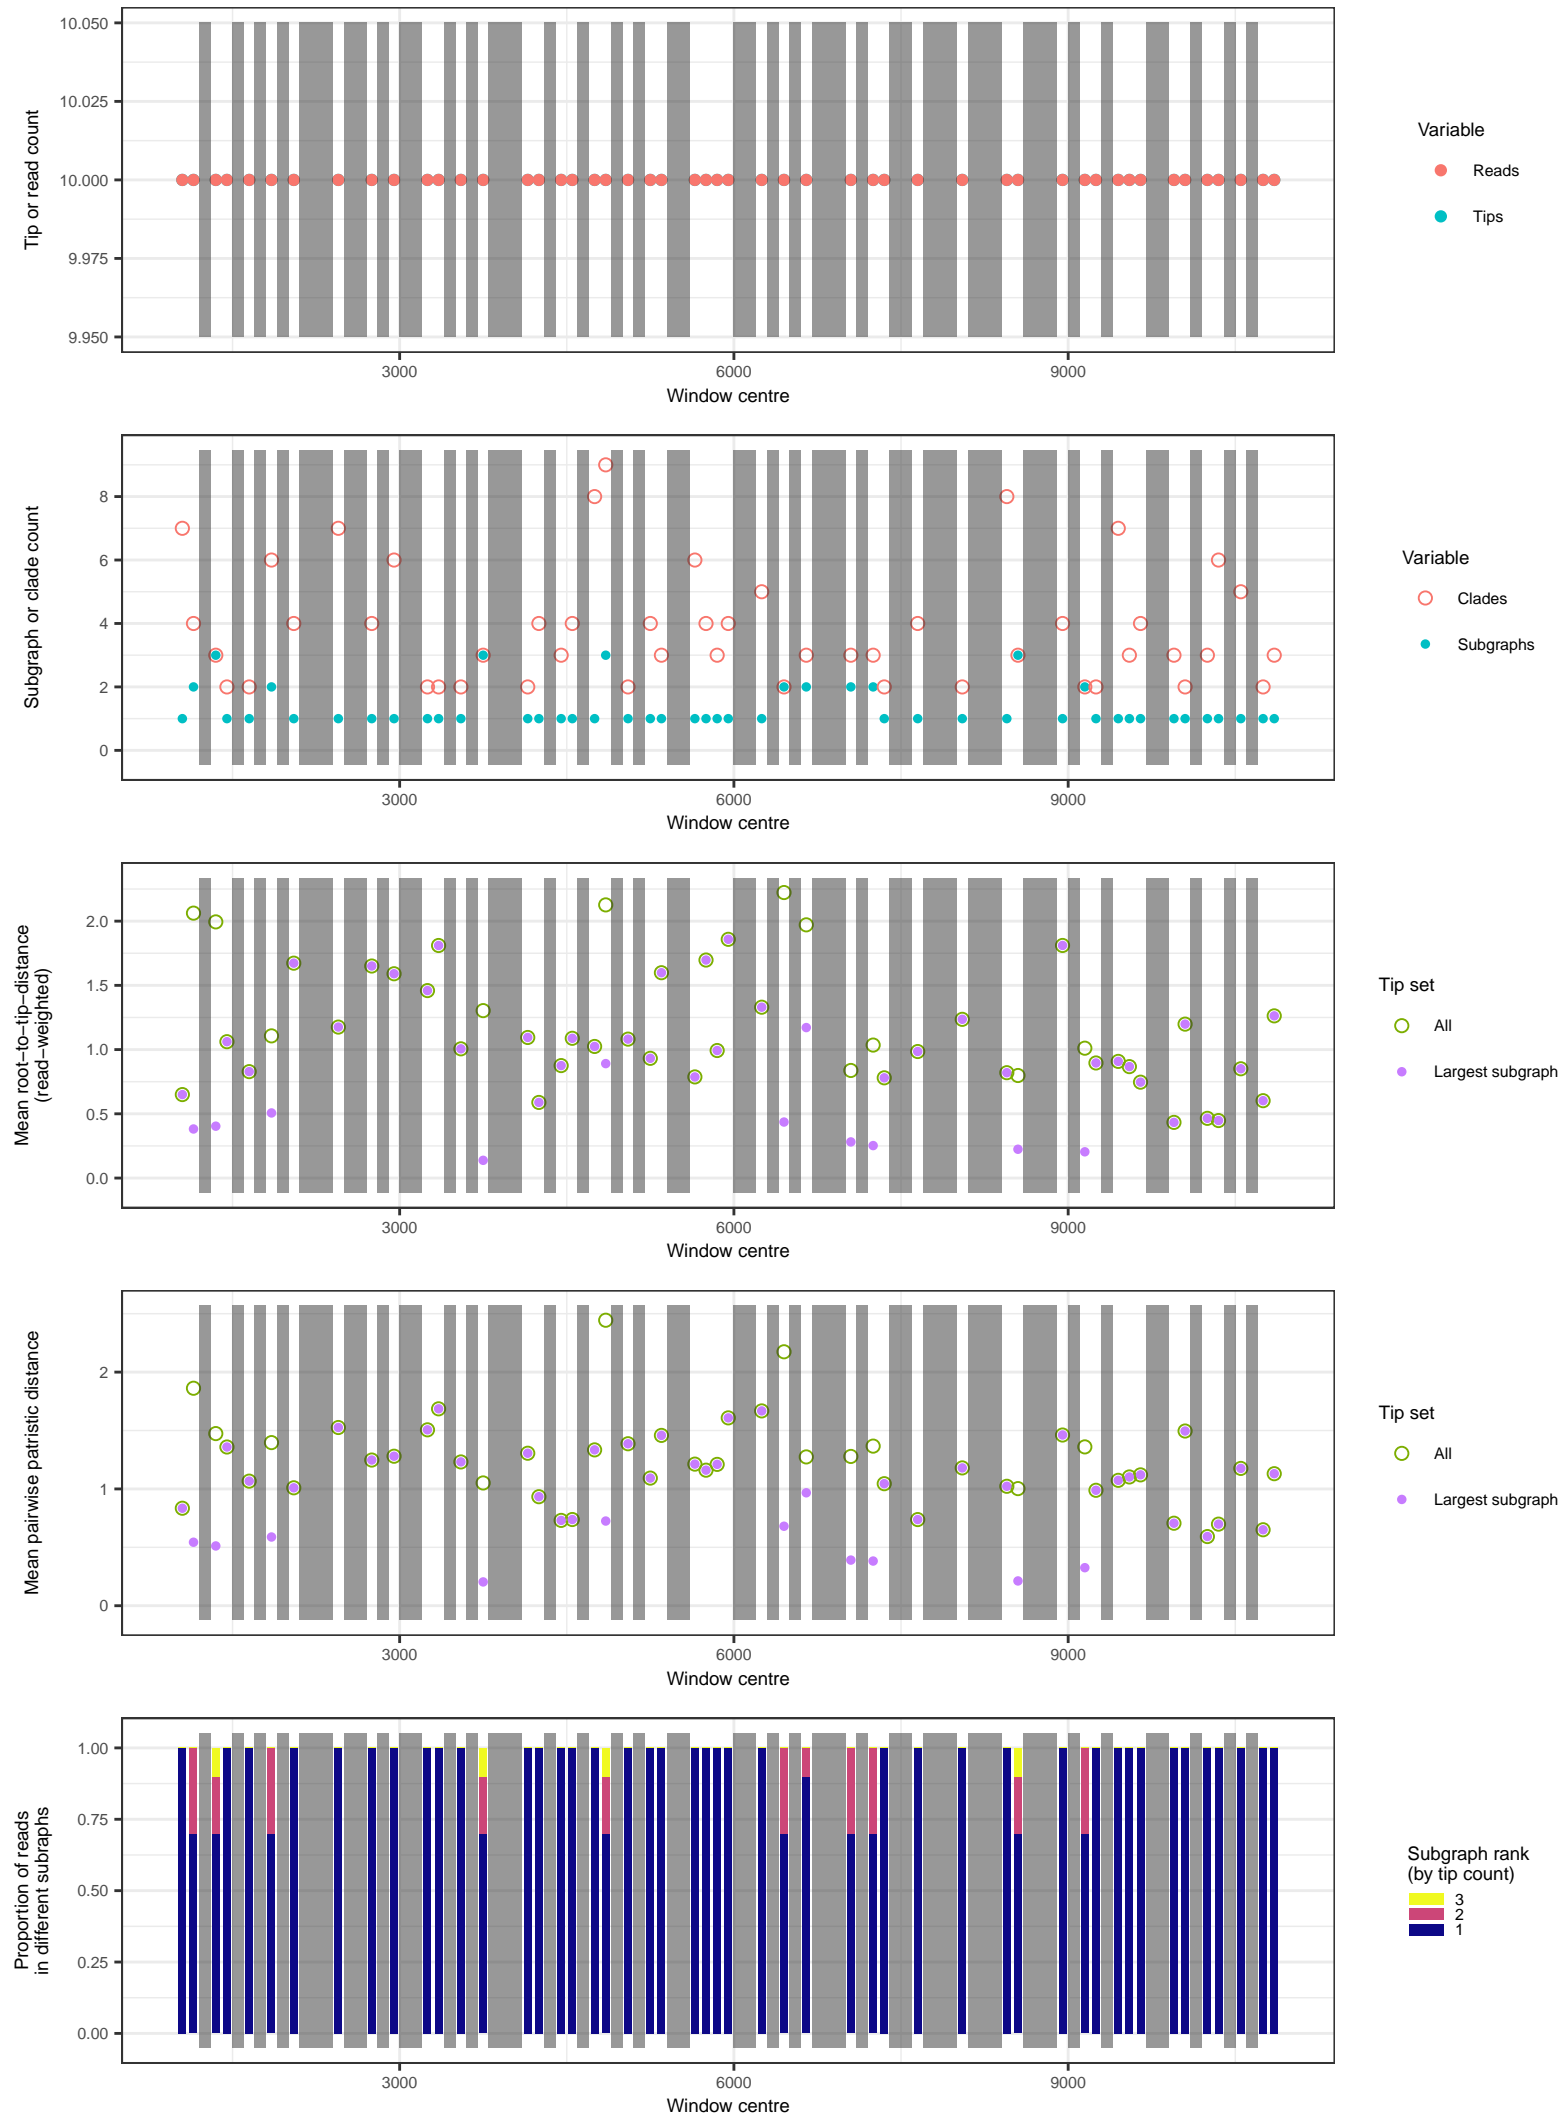 10.050
10.025
10.000
9.975
9.950
Tip or read count
3000
6000
9000
Window centre
Variable
Reads
Tips
8
6
4
2
0
Subgraph or clade count
3000
6000
9000
Window centre
Variable
Clades
Subgraphs
2.0
1.5
1.0
0.5
0.0
Mean root−to−tip−distance
(read−weighted)
3000
6000
9000
Window centre
Tip set
All
Largest subgraph
2
1
0
Mean pairwise patristic distance
3000
6000
9000
Window centre
Tip set
All
Largest subgraph
1.00
0.75
0.50
0.25
0.00
Proportion of reads
in different subraphs
3000
6000
9000
Window centre
Subgraph rank
(by tip count)
3
2
1